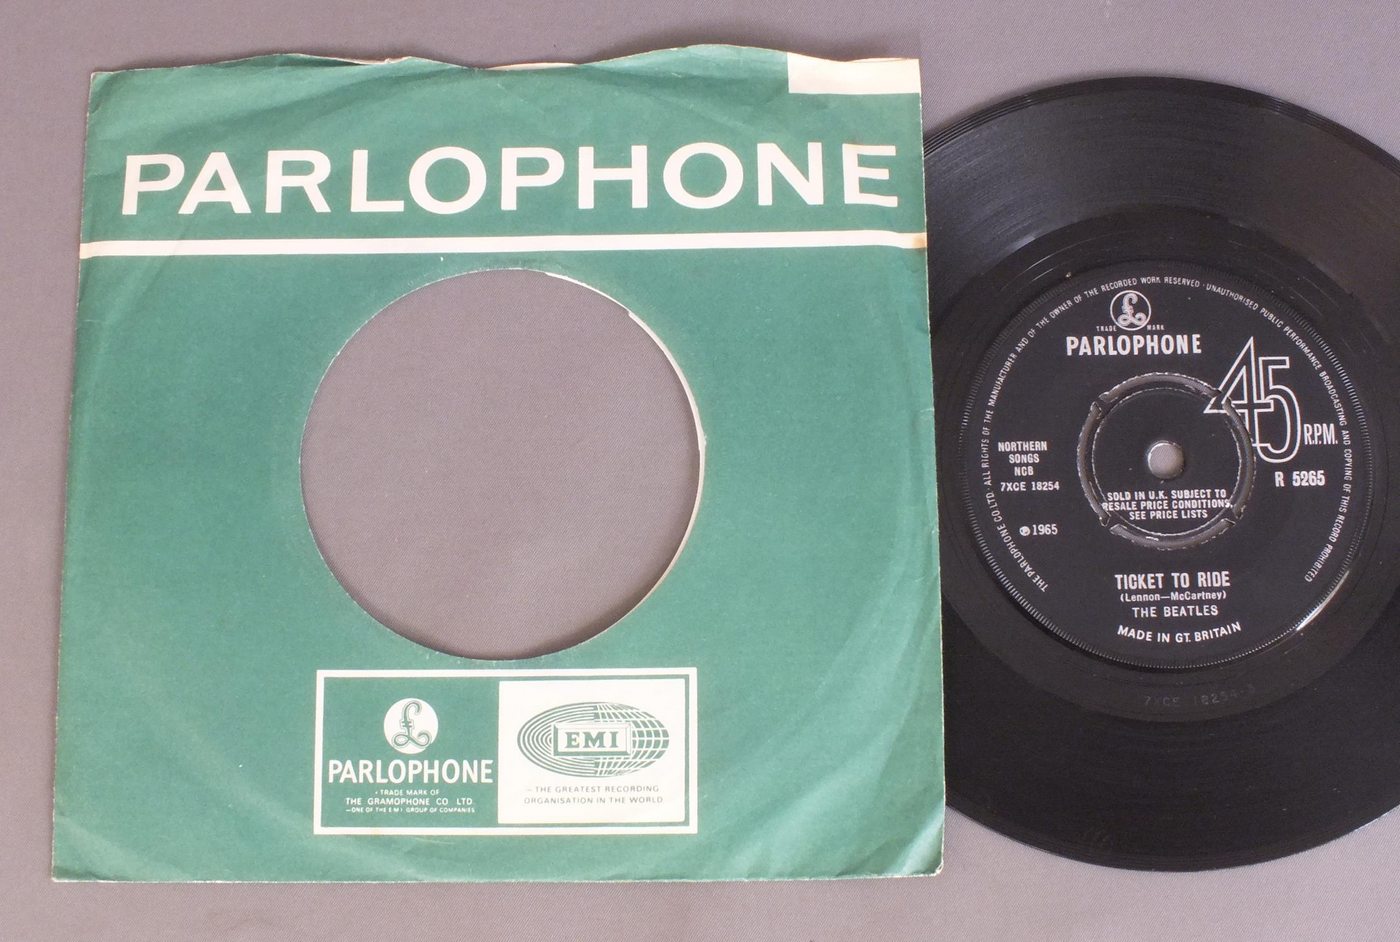 PARLOPHONE
PARLOPHONE
TRADE MARK OF
THE GRAMOPHONE CO LTD.
—ONE OF THE E M I GROUP OF COMPANIES
EMI
— THE GREATEST RECORDING
ORGANISATION IN THE WORLD
THE PARLOPHONE CO LTD. ALL RIGHTS OF THE MANUFACTURER AND OF THE OWNER OF THE RECORDED WORK RESERVED · UNAUTHORISED PUBLIC PERFORMANCE BROADCASTING AND COPYING OF THIS RECORD PROHIBITED
£
TRADE MARK
PARLOPHONE
45
R.P.M.
NORTHERN
SONGS
NCB
7XCE 18254
R 5265
SOLD IN U.K. SUBJECT TO
RESALE PRICE CONDITIONS,
SEE PRICE LISTS
℗ 1965
TICKET TO RIDE
(Lennon—McCartney)
THE BEATLES
MADE IN GT. BRITAIN
7XCE 18254-3